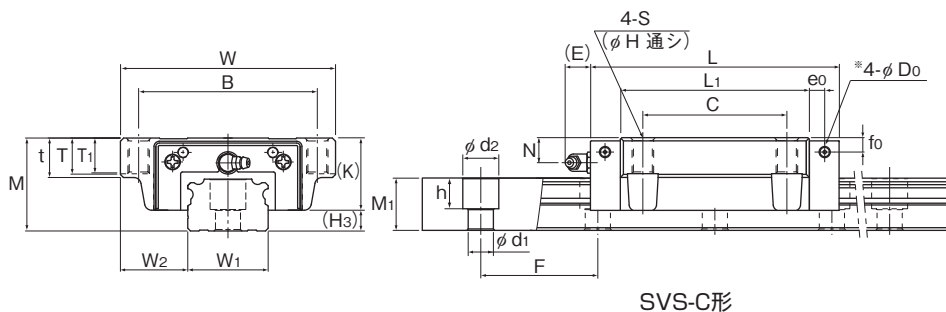 W
B
t
T
T1
M
(K)
(H3)
W2
W1
4-S
(φH 通シ)
(E)
L
L1
e0
※4-φD0
C
N
f0
φd2
h
M1
φd1
F
SVS-C形